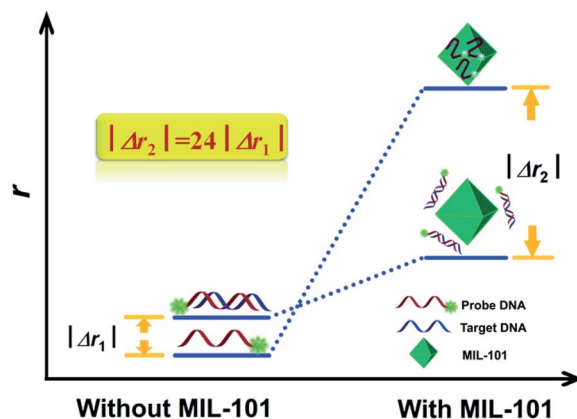 |Δr₂|=24|Δr₁|
r
|Δr₂|
|Δr₁|
Probe DNA
Target DNA
MIL-101
Without MIL-101
With MIL-101